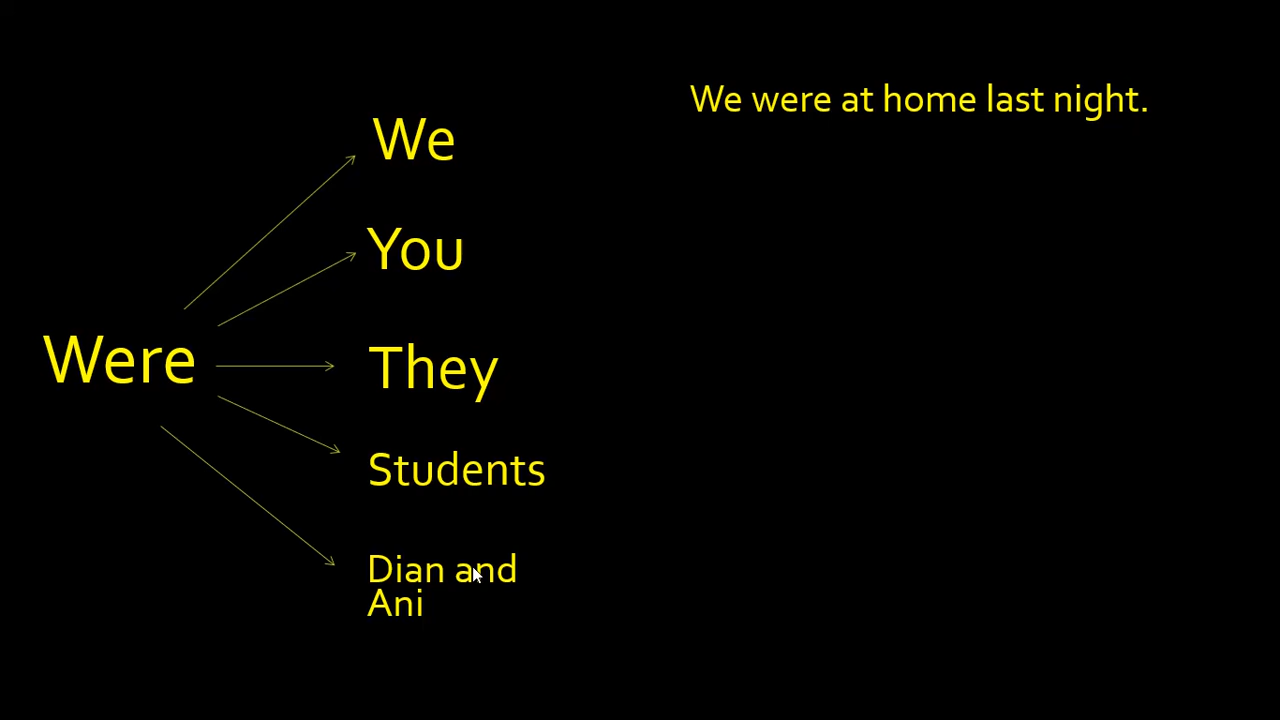 We were at home last night.
We
You
Were
They
Students
Dian and
Ani